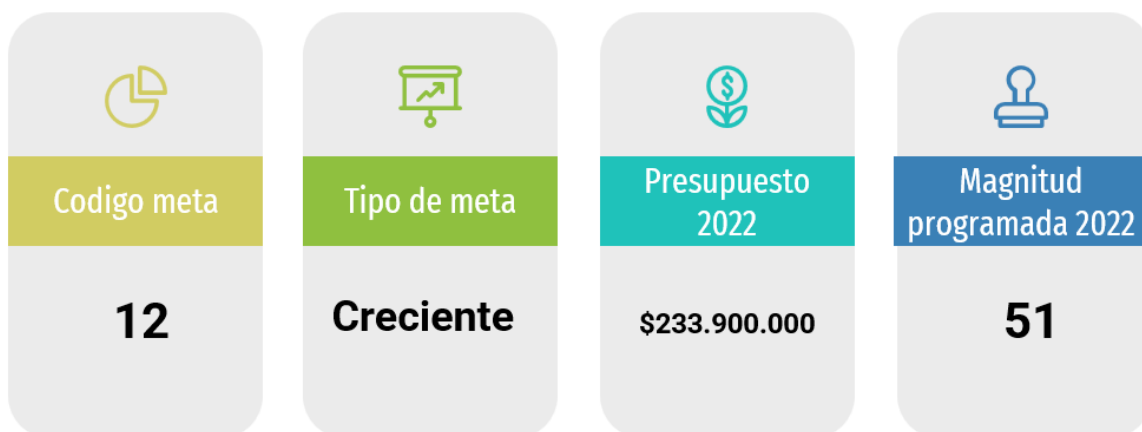 Codigo meta
12
Tipo de meta
Creciente
Presupuesto
2022
$233.900.000
Magnitud
programada 2022
51